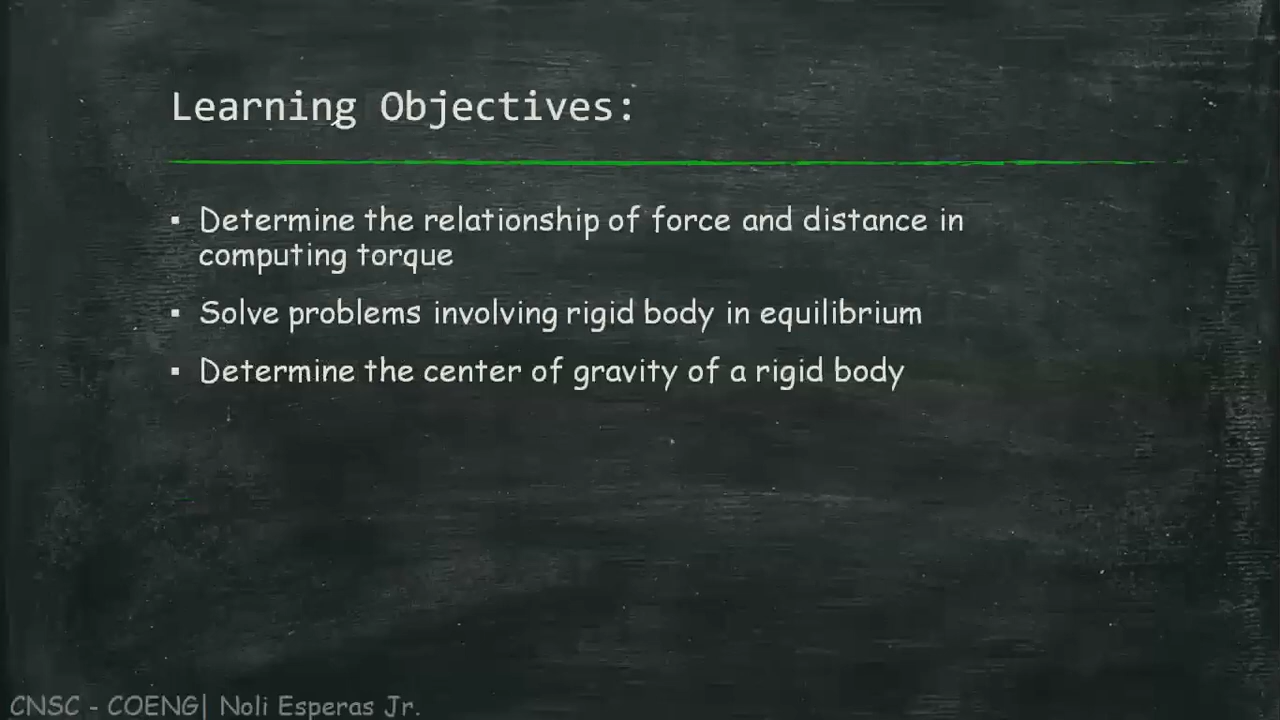 Learning Objectives:
▪ Determine the relationship of force and distance in
computing torque
▪ Solve problems involving rigid body in equilibrium
▪ Determine the center of gravity of a rigid body
CNSC - COENG| Noli Esperas Jr.